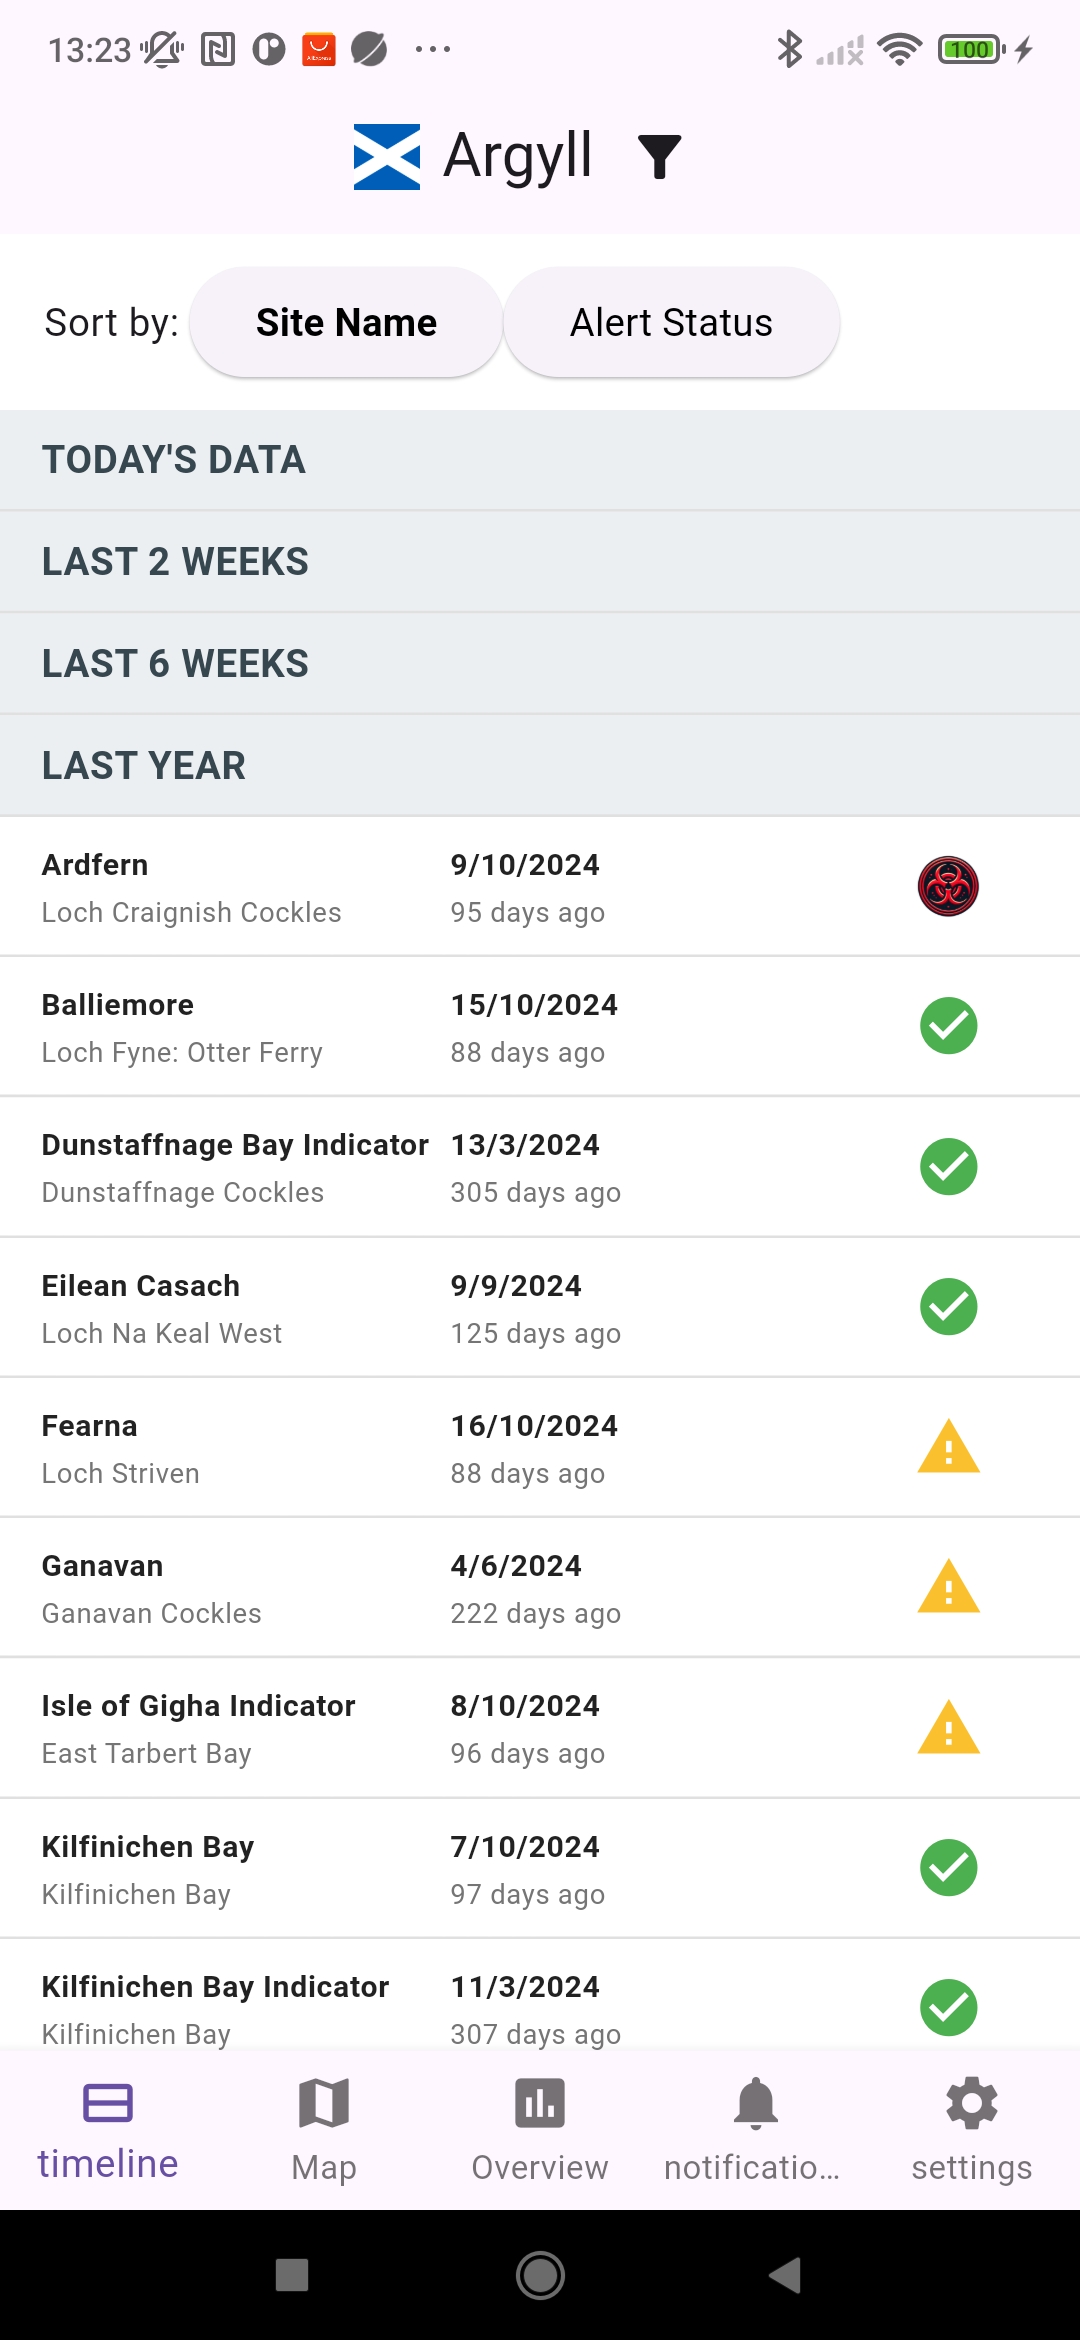 13:23
100
Argyll
Sort by: Site Name Alert Status
TODAY'S DATA
LAST 2 WEEKS
LAST 6 WEEKS
LAST YEAR
Ardfern 9/10/2024
Loch Craignish Cockles 95 days ago
Balliemore 15/10/2024
Loch Fyne: Otter Ferry 88 days ago
Dunstaffnage Bay Indicator 13/3/2024
Dunstaffnage Cockles 305 days ago
Eilean Casach 9/9/2024
Loch Na Keal West 125 days ago
Fearna 16/10/2024
Loch Striven 88 days ago
Ganavan 4/6/2024
Ganavan Cockles 222 days ago
Isle of Gigha Indicator 8/10/2024
East Tarbert Bay 96 days ago
Kilfinichen Bay 7/10/2024
Kilfinichen Bay 97 days ago
Kilfinichen Bay Indicator 11/3/2024
Kilfinichen Bay 307 days ago
timeline Map Overview notificatio... settings